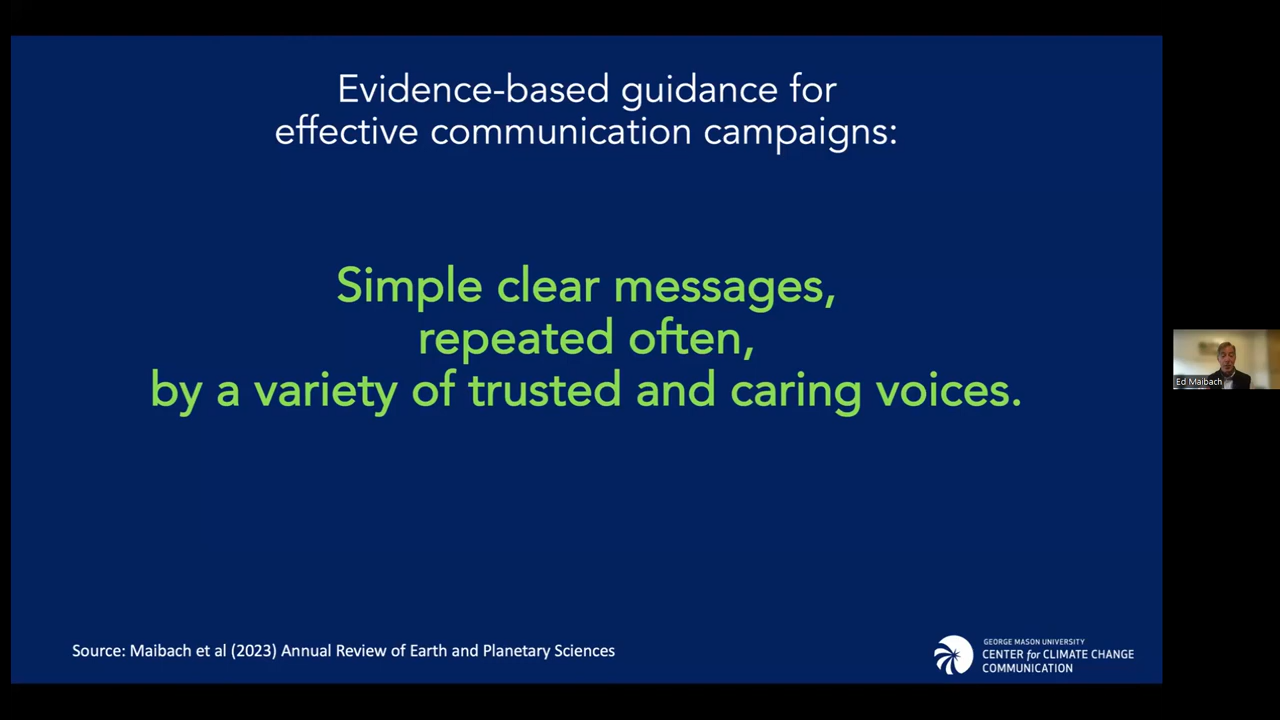 Evidence-based guidance for
effective communication campaigns:
Simple clear messages,
repeated often,
by a variety of trusted and caring voices.
Ed Maibach
Source: Maibach et al (2023) Annual Review of Earth and Planetary Sciences
GEORGE MASON UNIVERSITY
CENTER for CLIMATE CHANGE
COMMUNICATION